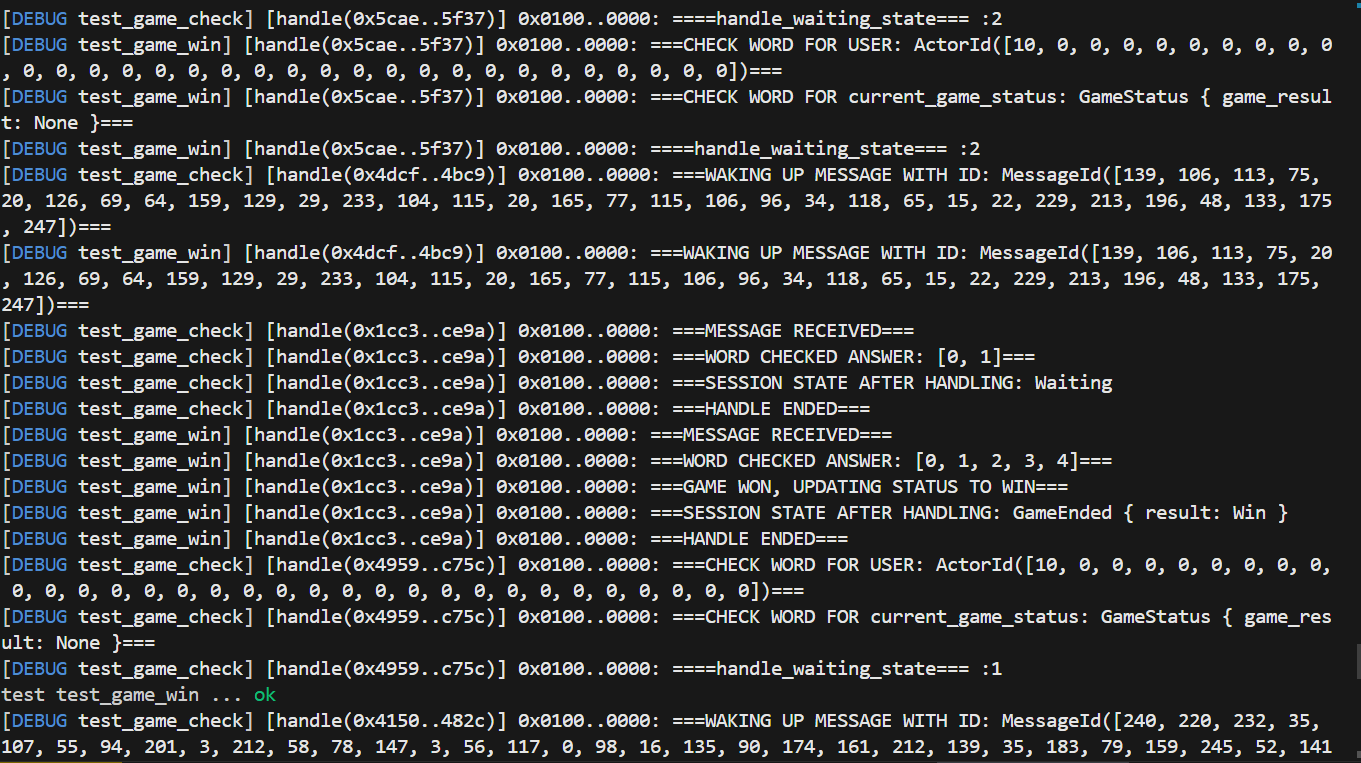 [DEBUG test_game_check] [handle(0x5cae..5f37)] 0x0100..0000: ====handle_waiting_state=== :2
[DEBUG test_game_win] [handle(0x5cae..5f37)] 0x0100..0000: ===CHECK WORD FOR USER: ActorId([10, 0, 0, 0, 0, 0, 0, 0, 0, 0
, 0, 0, 0, 0, 0, 0, 0, 0, 0, 0, 0, 0, 0, 0, 0, 0, 0, 0, 0, 0, 0, 0])===
[DEBUG test_game_win] [handle(0x5cae..5f37)] 0x0100..0000: ===CHECK WORD FOR current_game_status: GameStatus { game_resul
t: None }===
[DEBUG test_game_win] [handle(0x5cae..5f37)] 0x0100..0000: ====handle_waiting_state=== :2
[DEBUG test_game_check] [handle(0x4dcf..4bc9)] 0x0100..0000: ===WAKING UP MESSAGE WITH ID: MessageId([139, 106, 113, 75,
20, 126, 69, 64, 159, 129, 29, 233, 104, 115, 20, 165, 77, 115, 106, 96, 34, 118, 65, 15, 22, 229, 213, 196, 48, 133, 175
, 247])===
[DEBUG test_game_win] [handle(0x4dcf..4bc9)] 0x0100..0000: ===WAKING UP MESSAGE WITH ID: MessageId([139, 106, 113, 75, 20
, 126, 69, 64, 159, 129, 29, 233, 104, 115, 20, 165, 77, 115, 106, 96, 34, 118, 65, 15, 22, 229, 213, 196, 48, 133, 175,
247])===
[DEBUG test_game_check] [handle(0x1cc3..ce9a)] 0x0100..0000: ===MESSAGE RECEIVED===
[DEBUG test_game_check] [handle(0x1cc3..ce9a)] 0x0100..0000: ===WORD CHECKED ANSWER: [0, 1]===
[DEBUG test_game_check] [handle(0x1cc3..ce9a)] 0x0100..0000: ===SESSION STATE AFTER HANDLING: Waiting
[DEBUG test_game_check] [handle(0x1cc3..ce9a)] 0x0100..0000: ===HANDLE ENDED===
[DEBUG test_game_win] [handle(0x1cc3..ce9a)] 0x0100..0000: ===MESSAGE RECEIVED===
[DEBUG test_game_win] [handle(0x1cc3..ce9a)] 0x0100..0000: ===WORD CHECKED ANSWER: [0, 1, 2, 3, 4]===
[DEBUG test_game_win] [handle(0x1cc3..ce9a)] 0x0100..0000: ===GAME WON, UPDATING STATUS TO WIN===
[DEBUG test_game_win] [handle(0x1cc3..ce9a)] 0x0100..0000: ===SESSION STATE AFTER HANDLING: GameEnded { result: Win }
[DEBUG test_game_win] [handle(0x1cc3..ce9a)] 0x0100..0000: ===HANDLE ENDED===
[DEBUG test_game_check] [handle(0x4959..c75c)] 0x0100..0000: ===CHECK WORD FOR USER: ActorId([10, 0, 0, 0, 0, 0, 0, 0, 0,
 0, 0, 0, 0, 0, 0, 0, 0, 0, 0, 0, 0, 0, 0, 0, 0, 0, 0, 0, 0, 0, 0, 0])===
[DEBUG test_game_check] [handle(0x4959..c75c)] 0x0100..0000: ===CHECK WORD FOR current_game_status: GameStatus { game_res
ult: None }===
[DEBUG test_game_check] [handle(0x4959..c75c)] 0x0100..0000: ====handle_waiting_state=== :1
test test_game_win ... ok
[DEBUG test_game_check] [handle(0x4150..482c)] 0x0100..0000: ===WAKING UP MESSAGE WITH ID: MessageId([240, 220, 232, 35,
107, 55, 94, 201, 3, 212, 58, 78, 147, 3, 56, 117, 0, 98, 16, 135, 90, 174, 161, 212, 139, 35, 183, 79, 159, 245, 52, 141